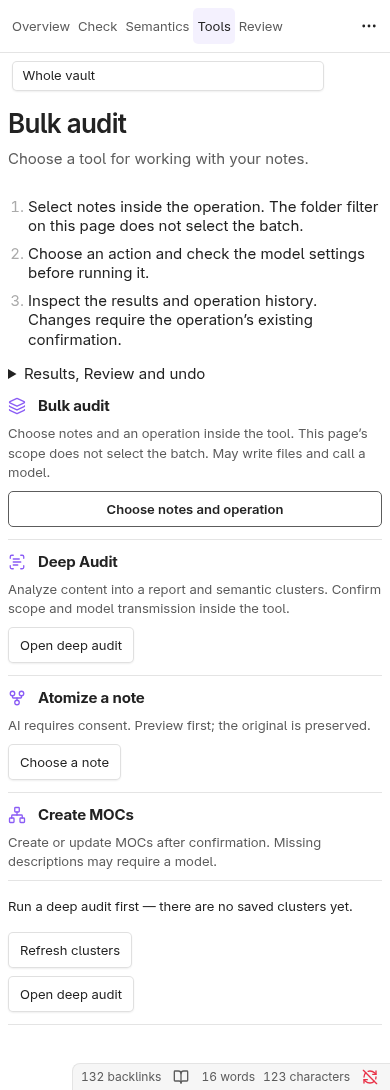 Overview Check Semantics Tools Review
Whole vault
Bulk audit
Choose a tool for working with your notes.
1. Select notes inside the operation. The folder filter
on this page does not select the batch.
2. Choose an action and check the model settings
before running it.
3. Inspect the results and operation history.
Changes require the operation's existing
confirmation.
Results, Review and undo
Bulk audit
Choose notes and an operation inside the tool. This page's
scope does not select the batch. May write files and call a
model.
Choose notes and operation
Deep Audit
Analyze content into a report and semantic clusters. Confirm
scope and model transmission inside the tool.
Open deep audit
Atomize a note
AI requires consent. Preview first; the original is preserved.
Choose a note
Create MOCs
Create or update MOCs after confirmation. Missing
descriptions may require a model.
Run a deep audit first — there are no saved clusters yet.
Refresh clusters
Open deep audit
132 backlinks 16 words 123 characters